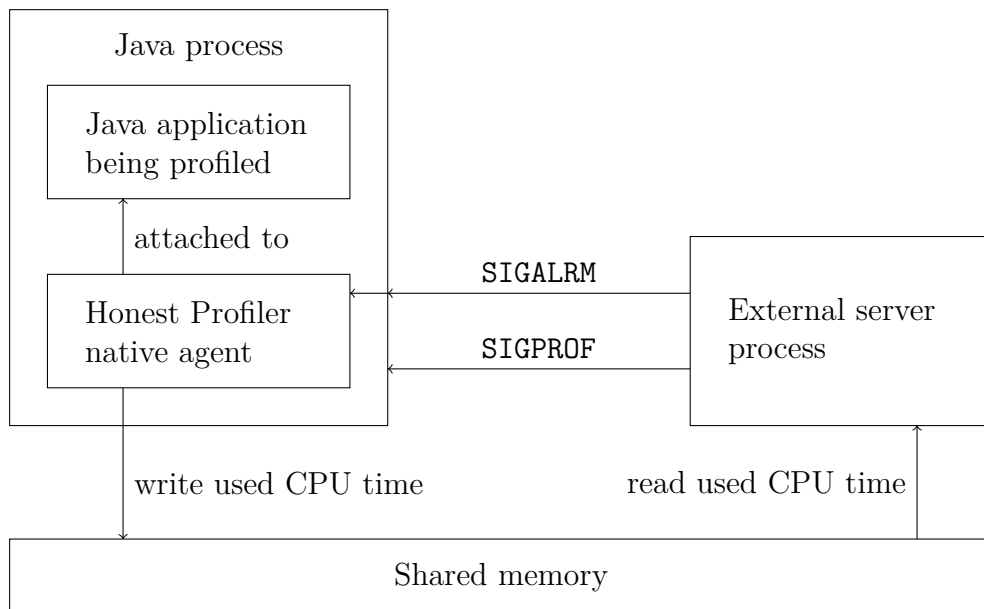 Java process
Java application
being profiled
attached to
Honest Profiler
native agent
SIGALRM
SIGPROF
External server
process
write used CPU time
read used CPU time
Shared memory